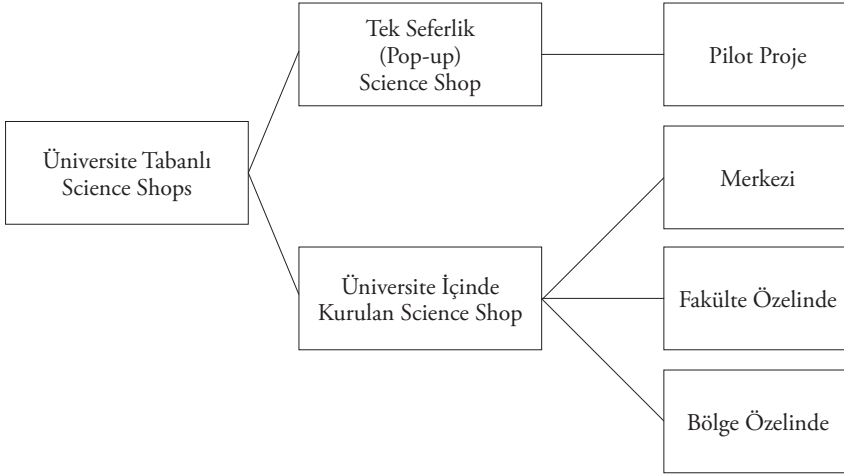 Tek Seferlik
(Pop-up)
Science Shop
Pilot Proje
Üniversite Tabanlı
Science Shops
Merkezi
Üniversite İçinde
Kurulan Science Shop
Fakülte Özelinde
Bölge Özelinde